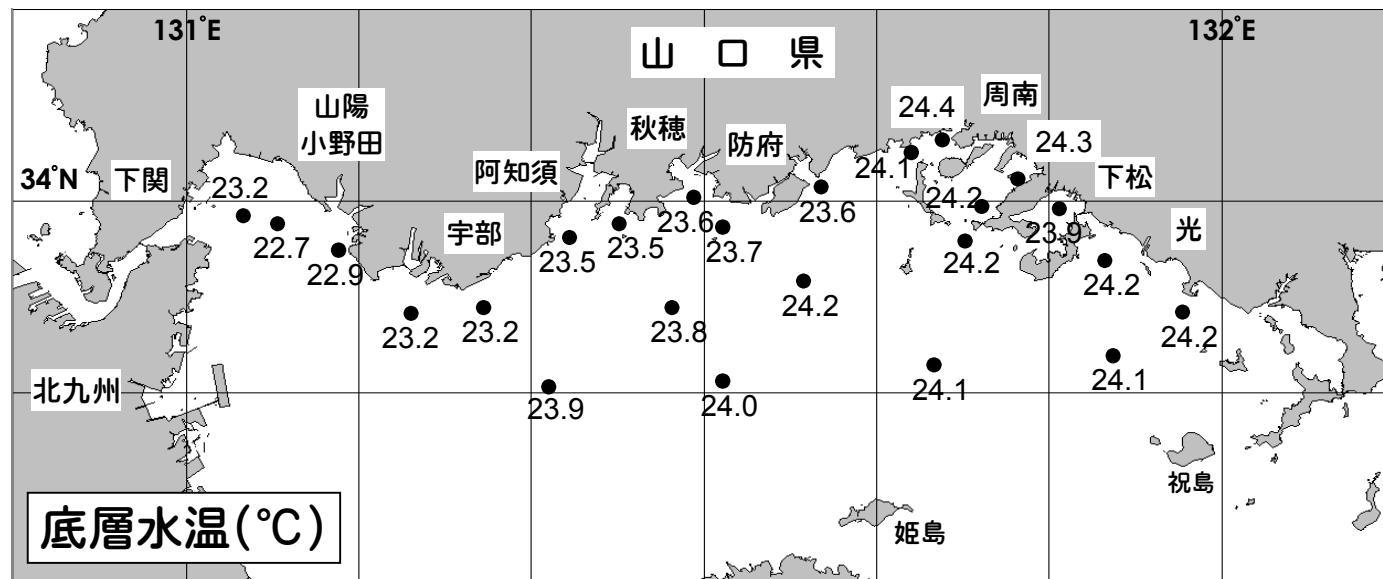 131°E
132°E
山口県
山陽
小野田
秋穂
防府
24.4
周南
24.3
下松
阿知須
24.1
34°N
下関
23.2
24.2
23.6
23.6
宇部
22.7
22.9
23.5
23.5
23.7
23.9
光
24.2
24.2
24.2
23.2
23.2
23.8
24.2
北九州
23.9
24.0
24.1
24.1
祝島
姫島
底層水温(℃)